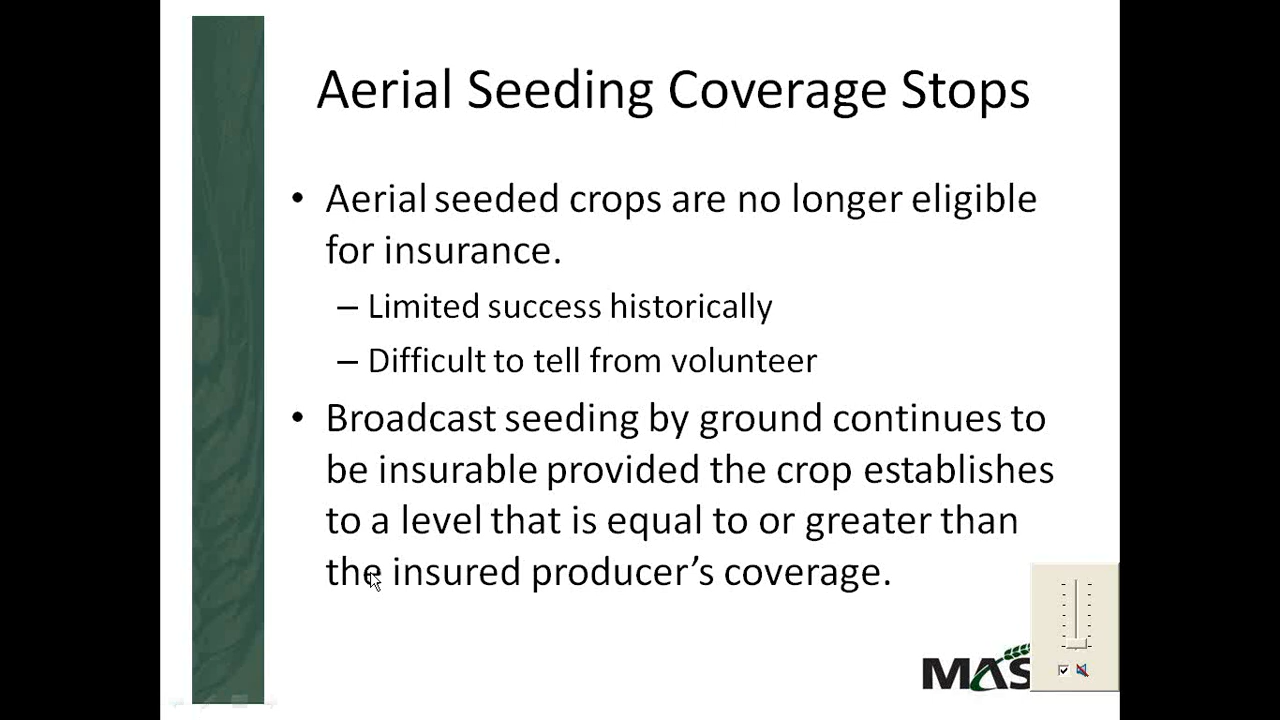 Aerial Seeding Coverage Stops
• Aerial seeded crops are no longer eligible
for insurance.
– Limited success historically
– Difficult to tell from volunteer
• Broadcast seeding by ground continues to
be insurable provided the crop establishes
to a level that is equal to or greater than
the insured producer’s coverage.
MAS